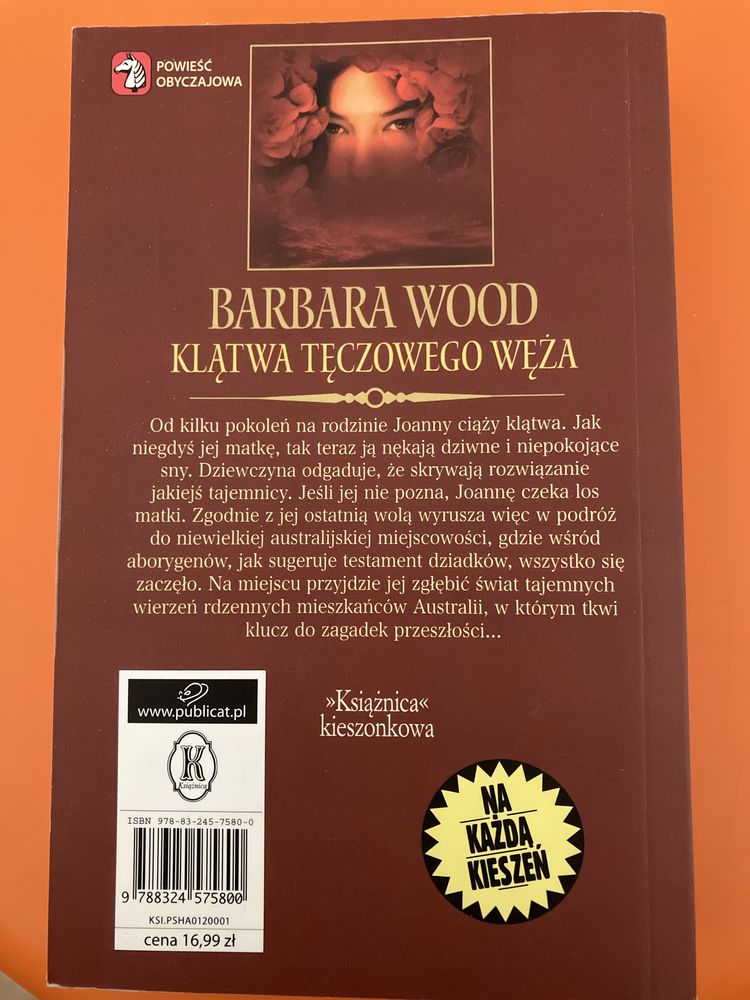 POWIEŚĆ
OBYCZAJOWA
BARBARA WOOD
KLĄTWA TĘCZOWEGO WĘŻA
Od kilku pokoleń na rodzinie Joanny ciąży klątwa. Jak
niegdyś jej matkę, tak teraz ją nękają dziwne i niepokojące
sny. Dziewczyna odgaduje, że skrywają rozwiązanie
jakiejś tajemnicy. Jeśli jej nie pozna, Joannę czeka los
matki. Zgodnie z jej ostatnią wolą wyrusza więc w podróż
do niewielkiej australijskiej miejscowości, gdzie wśród
aborygenów, jak sugeruje testament dziadków, wszystko się
zaczęło. Na miejscu przyjdzie jej zgłębić świat tajemnych
wierzeń rdzennych mieszkańców Australii, w którym tkwi
klucz do zagadek przeszłości...
»Książnica«
kieszonkowa
www.publicat.pl
K
Książnica
ISBN 978-83-245-7580-0
9 788324 575800
KSI.PSHA0120001
cena 16,99 zł
NA
KAŻDĄ
KIESZEŃ